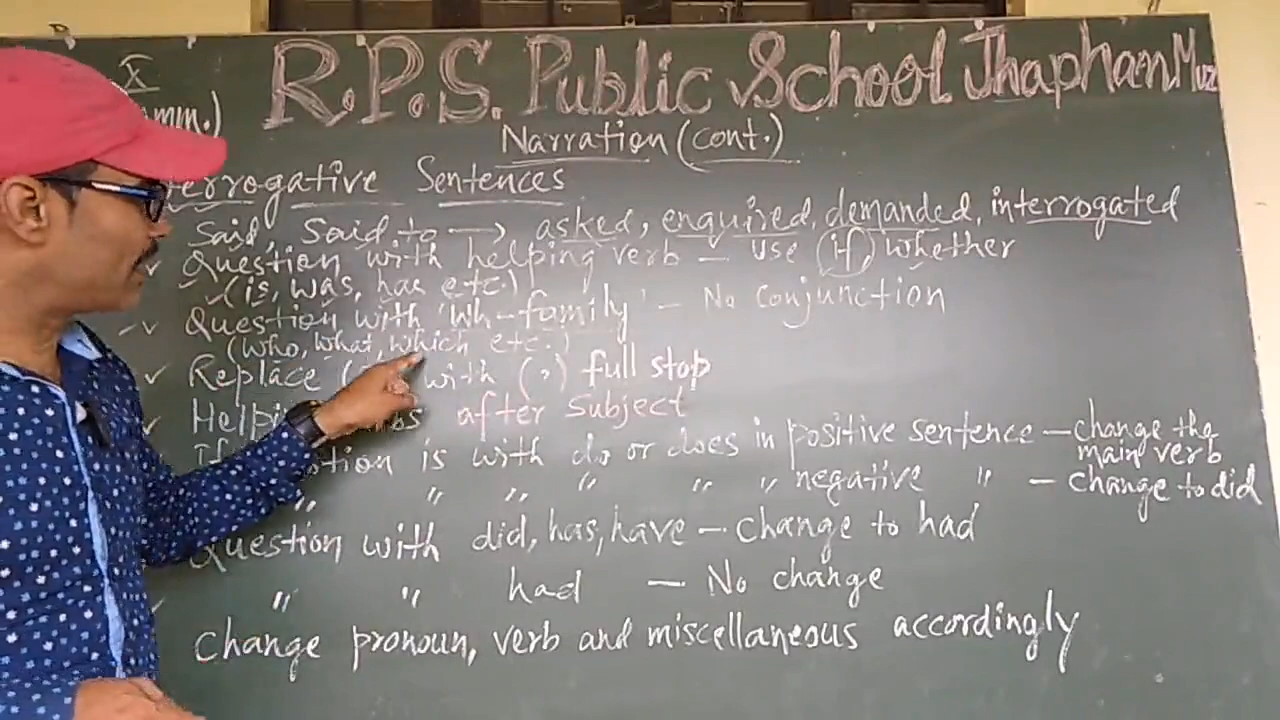 X
R.P.S. Public School Jhaphan, Muz
mm.)
Narration (cont.)
terrogative Sentences
Said, Said to → asked, enquired, demanded, interrogated
✓ Question with helping verb - Use if, whether
✓ (is, was, has etc.)
✓ Question with 'Wh-family' - No Conjunction
(who, what, which etc.)
✓ Replace ( with (.) full stop
✓ after Subject
is with do or does in positive sentence - change the main verb
" " " " " " negative " - change to did
Question with did, has, have - change to had
" " had - No change
Change pronoun, verb and miscellaneous accordingly